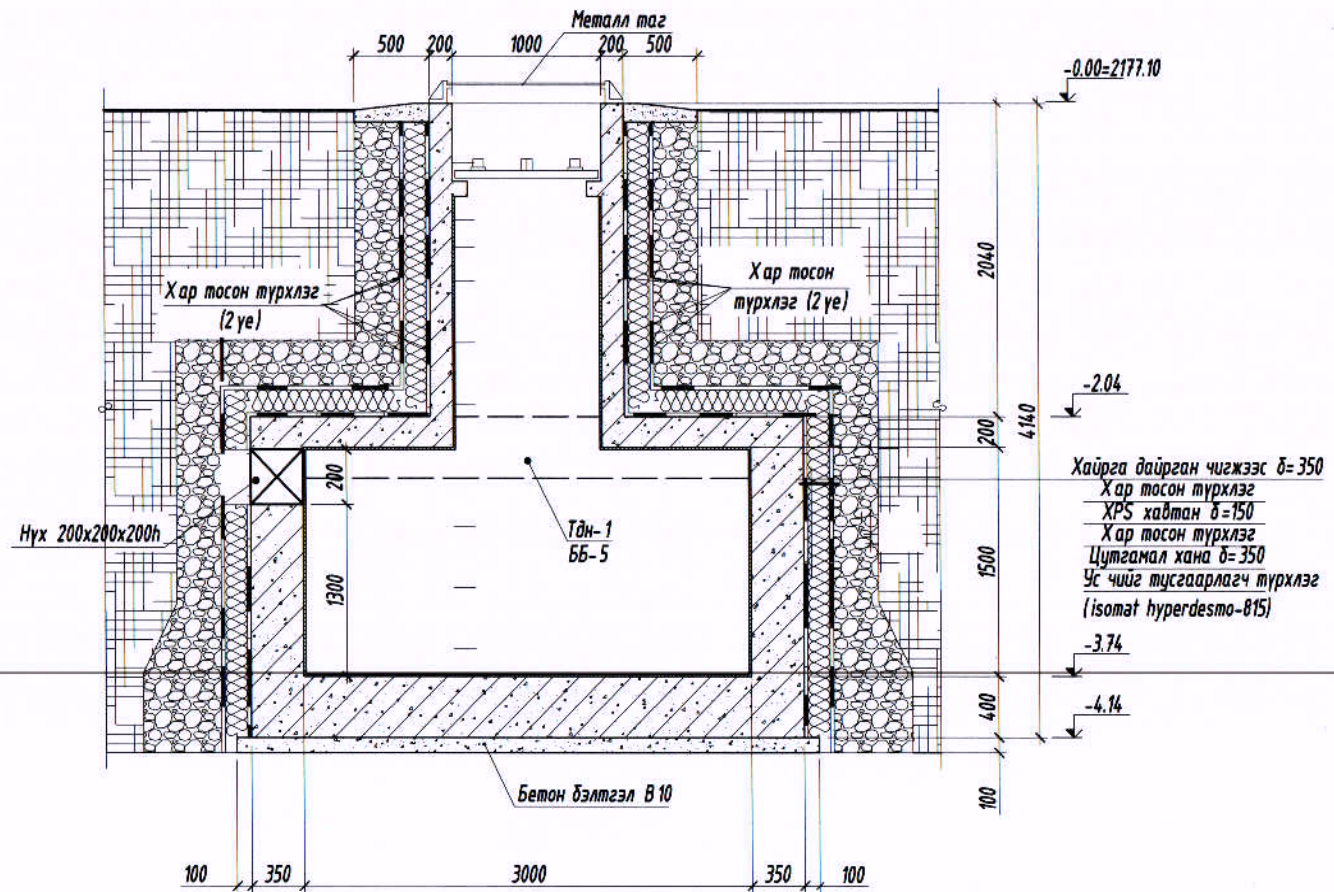 Металл таг
500 200 1000 200 500
-0.00=2177.10
Хар тосон түрхлэг
(2 үе)
Хар тосон
түрхлэг (2 үе)
2040
-2.04
200
4140
Хайрга дайрган чигжээс δ=350
Хар тосон түрхлэг
XPS хавтан δ=150
Хар тосон түрхлэг
Цутгамал хана δ=350
Ус чийг тусгаарлагч түрхлэг
(isomat hyperdesmo-815)
200
Нүх 200x200x200h
Тдн-1
ББ-5
1300
1500
-3.74
400
-4.14
100
Бетон бэлтгэл В10
100 350 3000 350 100